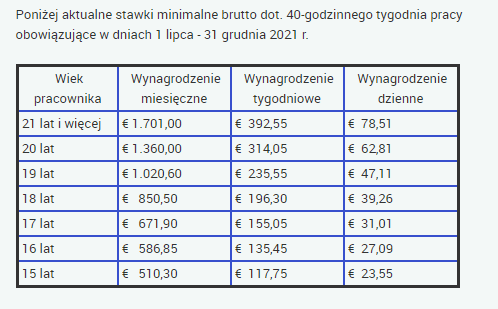 Poniżej aktualne stawki minimalne brutto dot. 40-godzinnego tygodnia pracy
obowiązujące w dniach 1 lipca - 31 grudnia 2021 r.
Wiek pracownika Wynagrodzenie miesięczne Wynagrodzenie tygodniowe Wynagrodzenie dzienne
21 lat i więcej € 1.701,00 € 392,55 € 78,51
20 lat € 1.360,00 € 314,05 € 62,81
19 lat € 1.020,60 € 235,55 € 47,11
18 lat € 850,50 € 196,30 € 39,26
17 lat € 671,90 € 155,05 € 31,01
16 lat € 586,85 € 135,45 € 27,09
15 lat € 510,30 € 117,75 € 23,55